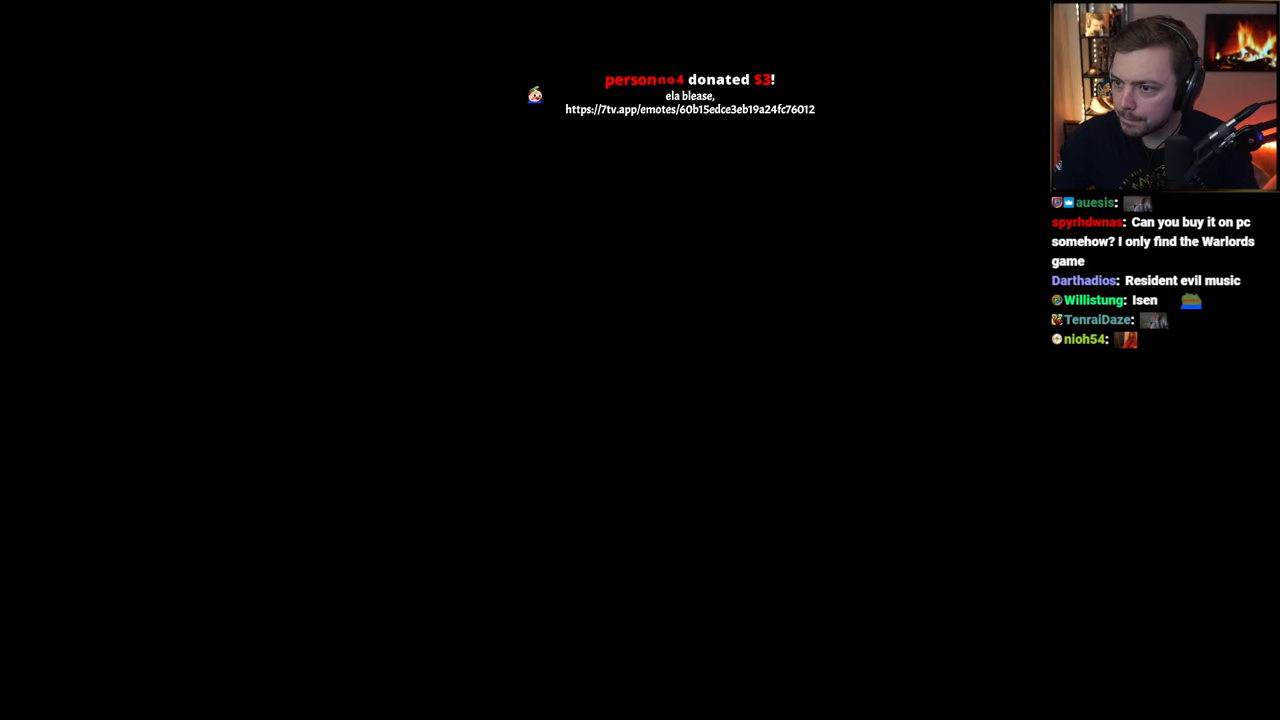 personno4 donated $3!
ela blease,
https://7tv.app/emotes/60b15edce3eb19a24fc76012
auesis:
spyrhdwnas: Can you buy it on pc
somehow? I only find the Warlords
game
Darthadios: Resident evil music
Willistung: Isen
TenraiDaze:
nioh54: